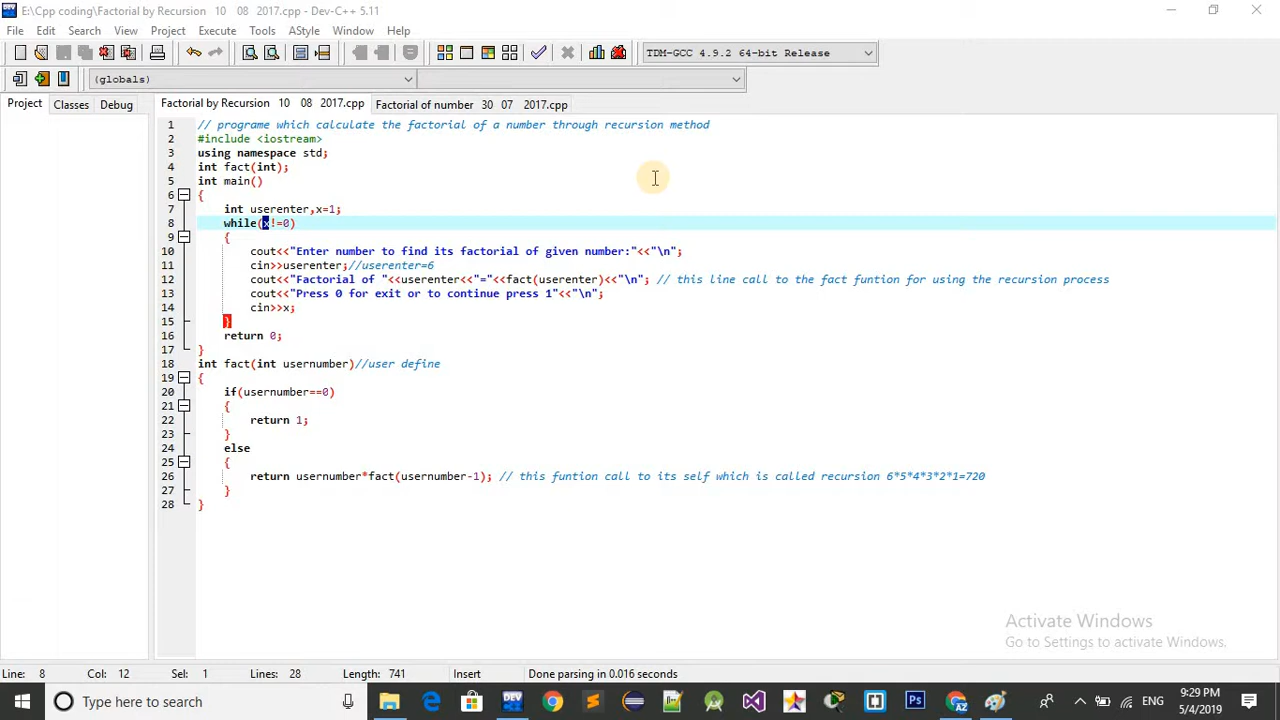 E:\Cpp coding\Factorial by Recursion 10 08 2017.cpp - Dev-C++ 5.11
File Edit Search View Project Execute Tools AStyle Window Help
TDM-GCC 4.9.2 64-bit Release
(globals)
Project Classes Debug
Factorial by Recursion 10 08 2017.cpp Factorial of number 30 07 2017.cpp
1 // programe which calculate the factorial of a number through recursion method
2 #include <iostream>
3 using namespace std;
4 int fact(int);
5 int main()
6 {
7 int userenter,x=1;
8 while(x!=0)
9 {
10 cout<<"Enter number to find its factorial of given number:"<<"\n";
11 cin>>userenter;//userenter=6
12 cout<<"Factorial of "<<userenter<<"="<<fact(userenter)<<"\n"; // this line call to the fact funtion for using the recursion process
13 cout<<"Press 0 for exit or to continue press 1"<<"\n";
14 cin>>x;
15 }
16 return 0;
17 }
18 int fact(int usernumber)//user define
19 {
20 if(usernumber==0)
21 {
22 return 1;
23 }
24 else
25 {
26 return usernumber*fact(usernumber-1); // this funtion call to its self which is called recursion 6*5*4*3*2*1=720
27 }
28 }
Activate Windows
Go to Settings to activate Windows.
Line: 8 Col: 12 Sel: 1 Lines: 28 Length: 741 Insert Done parsing in 0.016 seconds
Type here to search
DEV
Ps
AZ
ENG
9:29 PM
5/4/2019